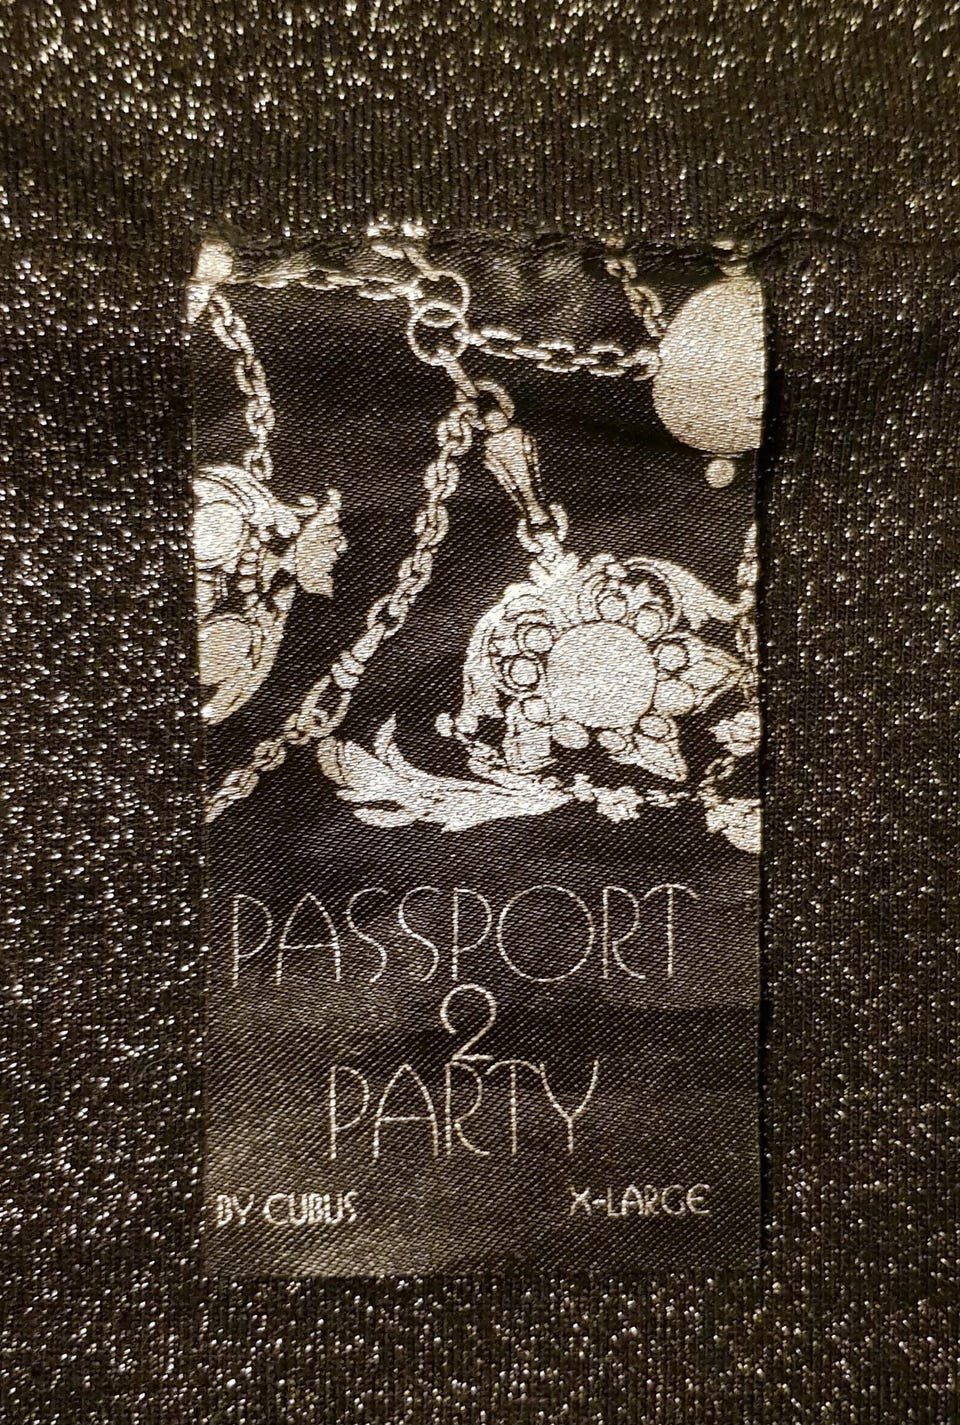 PASSPORT
2
PARTY
BY CUBUS X-LARGE